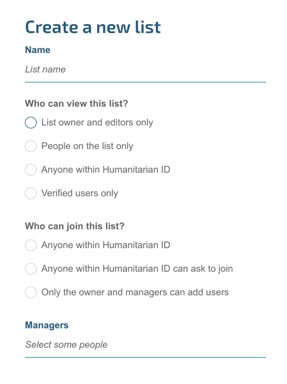 Create a new list
Name
List name
Who can view this list?
List owner and editors only
People on the list only
Anyone within Humanitarian ID
Verified users only
Who can join this list?
Anyone within Humanitarian ID
Anyone within Humanitarian ID can ask to join
Only the owner and managers can add users
Managers
Select some people